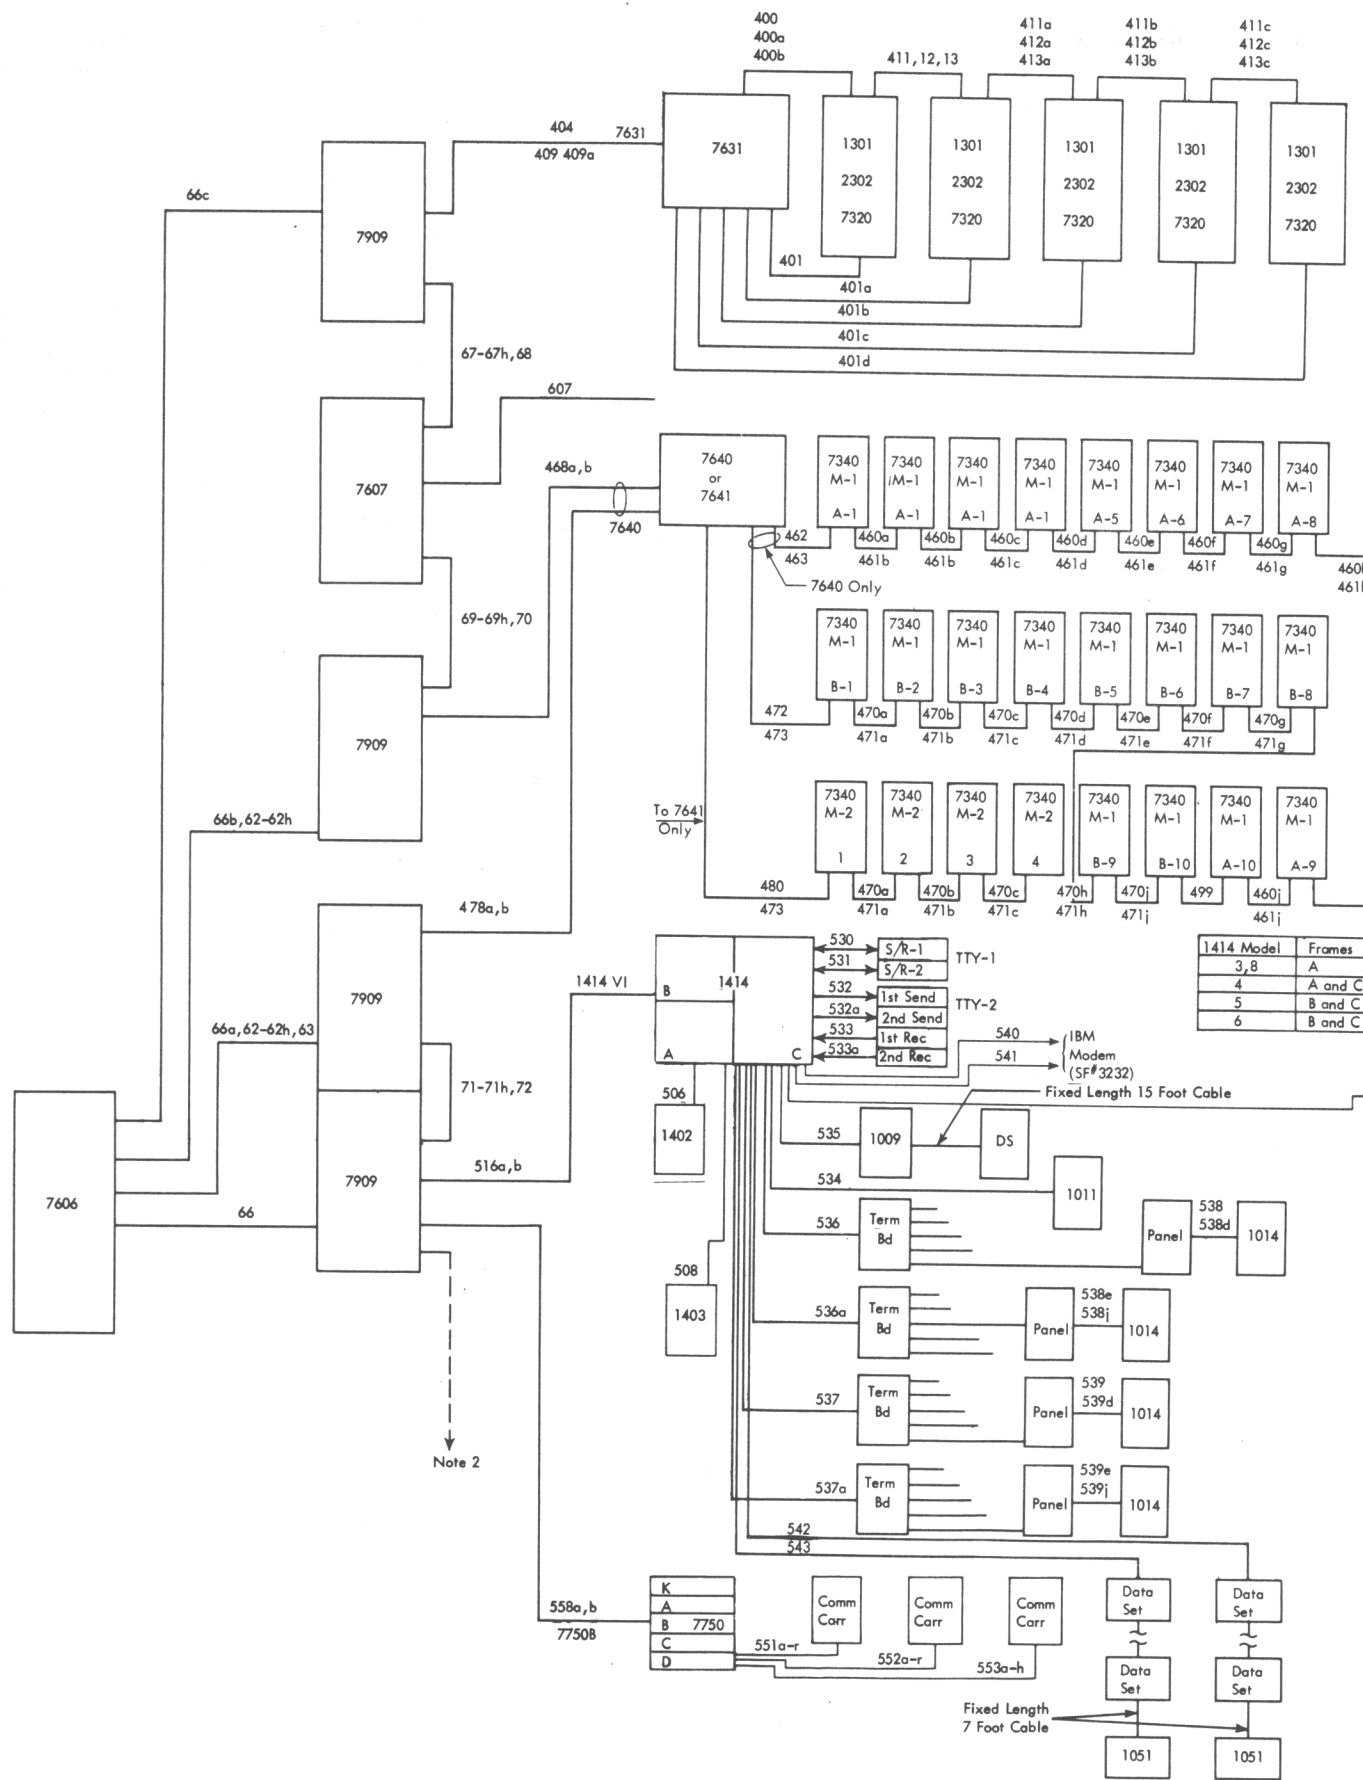 400
400a
400b
411a
412a
413a
411b
412b
413b
411c
412c
413c
411,12,13
404
7631
409 409a
7631
1301
2302
7320
1301
2302
7320
1301
2302
7320
1301
2302
7320
1301
2302
7320
66c
7909
401
401a
401b
401c
401d
67-67h,68
607
7607
468a,b
7640
7640
or
7641
7340
M-1
A-1
7340
M-1
A-1
7340
M-1
A-1
7340
M-1
A-1
7340
M-1
A-5
7340
M-1
A-6
7340
M-1
A-7
7340
M-1
A-8
462
463
460a
461b
460b
461b
460c
461c
460d
461d
460e
461e
460f
461f
460g
461g
7640 Only
69-69h,70
7340
M-1
B-1
7340
M-1
B-2
7340
M-1
B-3
7340
M-1
B-4
7340
M-1
B-5
7340
M-1
B-6
7340
M-1
B-7
7340
M-1
B-8
472
473
470a
471a
470b
471b
470c
471c
470d
471d
470e
471e
470f
471f
470g
471g
7909
66b,62-62h
To 7641
Only
7340
M-2
1
7340
M-2
2
7340
M-2
3
7340
M-2
4
7340
M-1
B-9
7340
M-1
B-10
7340
M-1
A-10
7340
M-1
A-9
480
473
470a
471a
470b
471b
470c
471c
470h
471h
470j
471j
499
460j
461j
478a,b
7909
1414 VI
B
1414
A
C
530
531
532
532a
533
533a
S/R-1
S/R-2
TTY-1
1st Send
2nd Send
1st Rec
2nd Rec
TTY-2
540
541
IBM
Modem
(SF#3232)
1414 Model Frames
3,8 A
4 A and C
5 B and C
6 B and C
66a,62-62h,63
71-71h,72
506
1402
Fixed Length 15 Foot Cable
535
1009
DS
534
1011
7606
66
7909
516a,b
536
Term
Bd
Panel
538
538d
1014
508
1403
536a
Term
Bd
Panel
538e
538j
1014
537
Term
Bd
Panel
539
539d
1014
Note 2
537a
Term
Bd
Panel
539e
539j
1014
542
543
558a,b
7750B
K
A
B 7750
C
D
Comm
Carr
Comm
Carr
Comm
Carr
551a-r
552a-r
553a-h
Data
Set
Data
Set
Data
Set
Data
Set
Fixed Length
7 Foot Cable
1051
1051